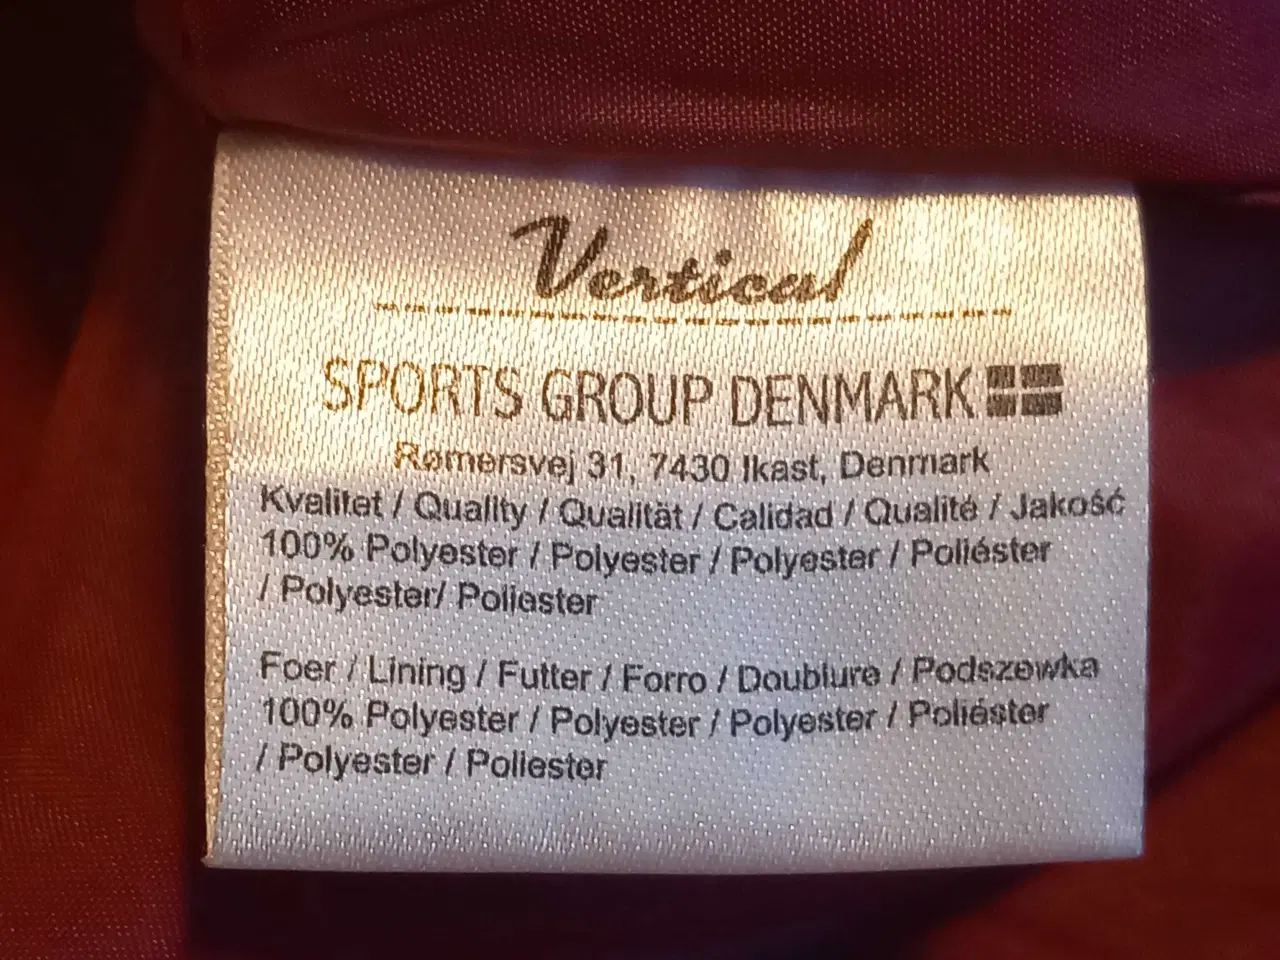 Vertical
SPORTS GROUP DENMARK
Rømersvej 31, 7430 Ikast, Denmark
Kvalitet / Quality / Qualität / Calidad / Qualité / Jakość
100% Polyester / Polyester / Polyester / Poliéster
/ Polyester/ Poliester
Foer / Lining / Futter / Forro / Doublure / Podszewka
100% Polyester / Polyester / Polyester / Poliéster
/ Polyester / Poliester